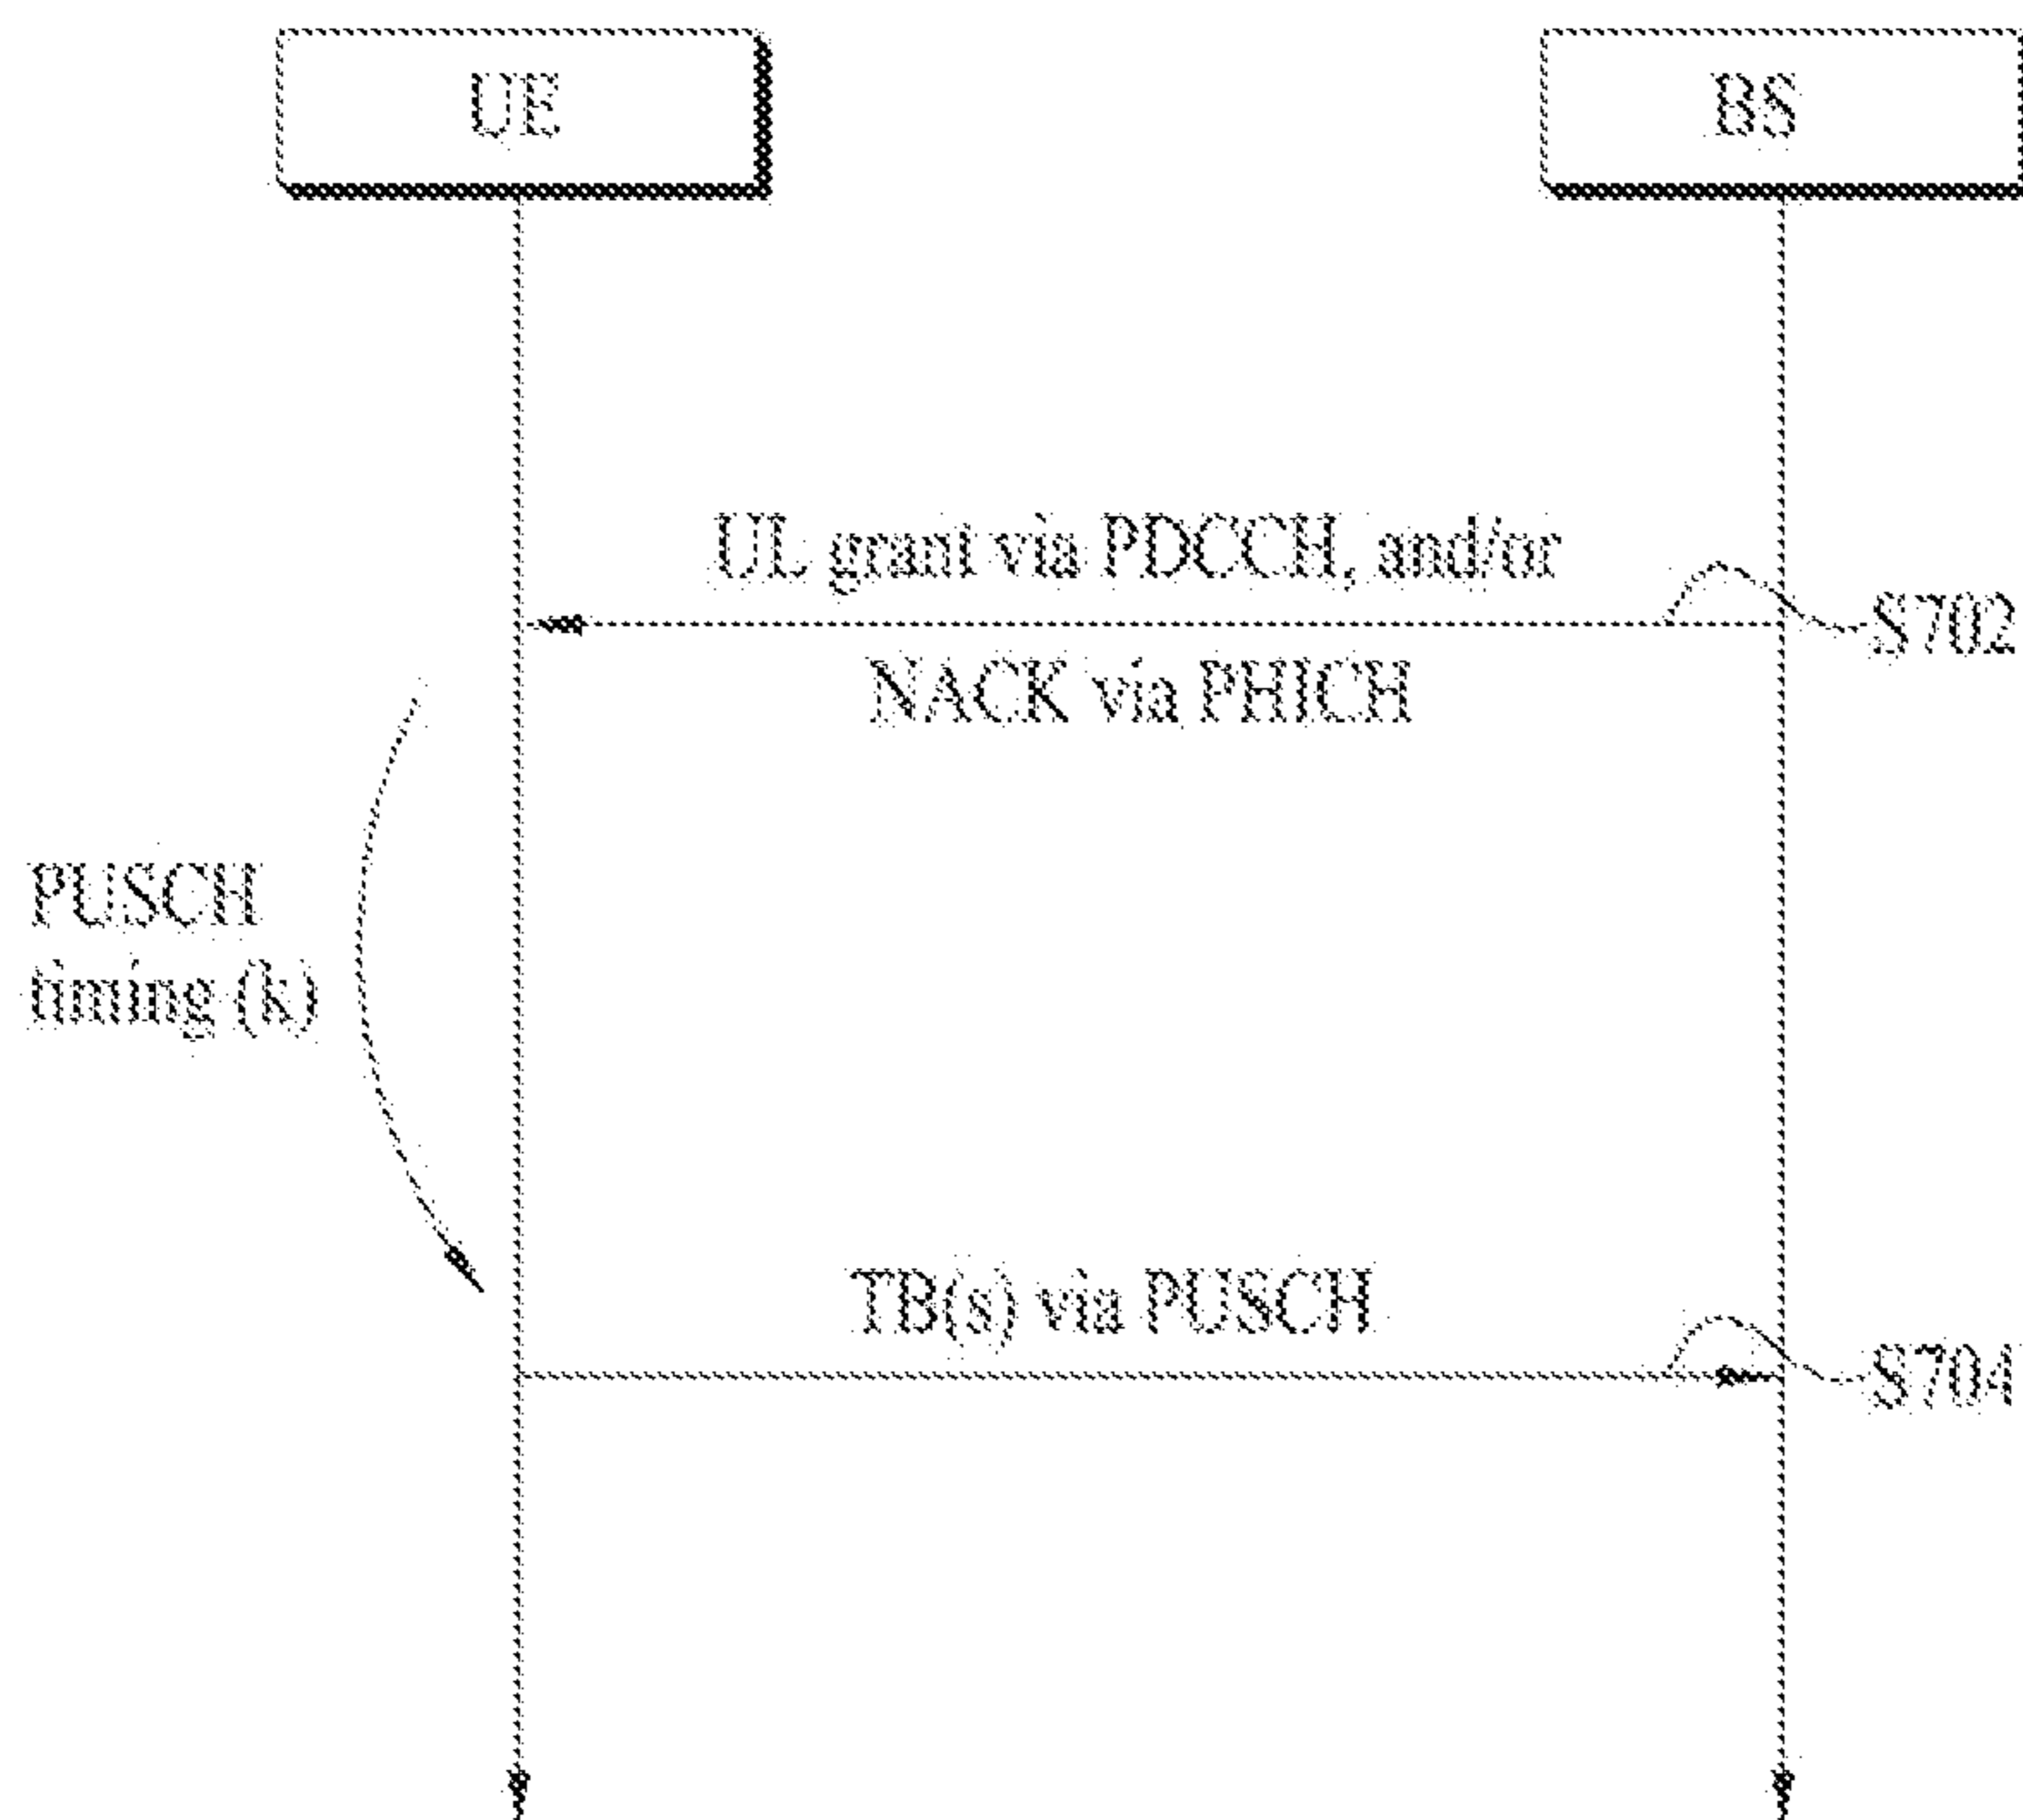 UE
BS
UL grant via PDCCH, and/or
S702
NACK via PHICH
PUSCH
timing (k)
TB(s) via PUSCH
S704